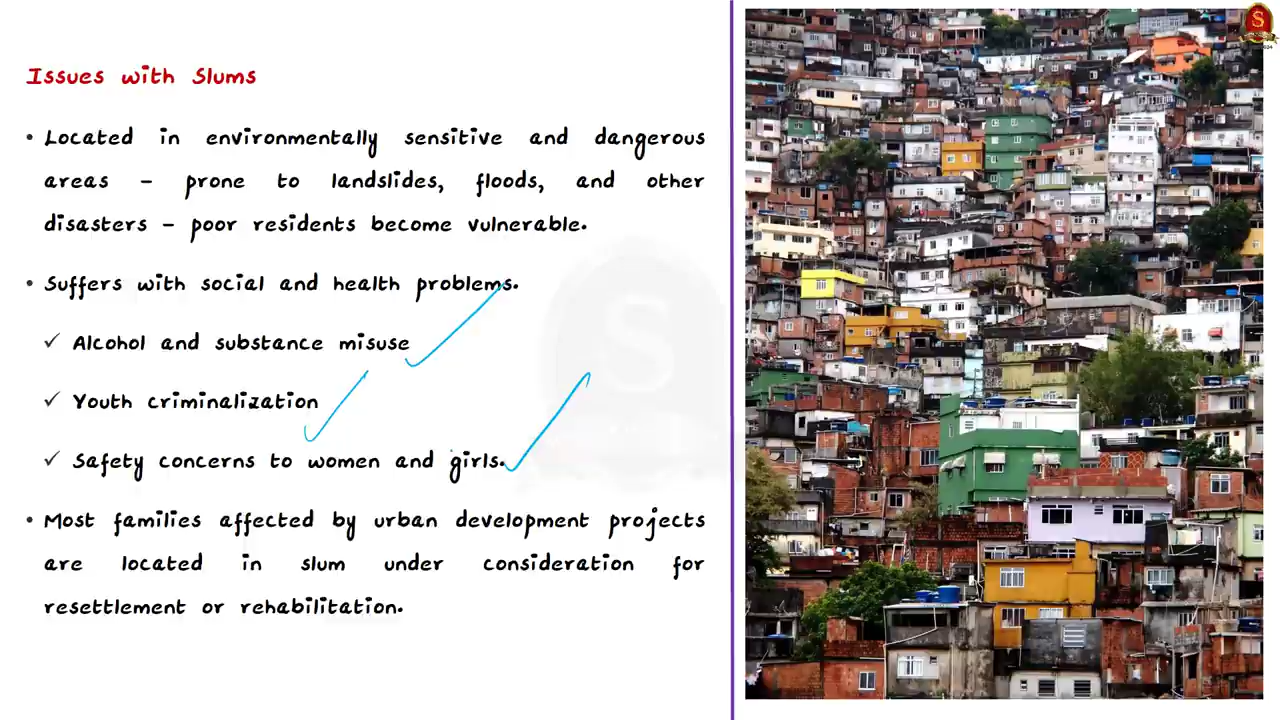 Issues with Slums
• Located in environmentally sensitive and dangerous
areas – prone to landslides, floods, and other
disasters – poor residents become vulnerable.
• Suffers with social and health problems.
✓ Alcohol and substance misuse
✓ Youth criminalization
✓ Safety concerns to women and girls.
• Most families affected by urban development projects
are located in slum under consideration for
resettlement or rehabilitation.
S
S